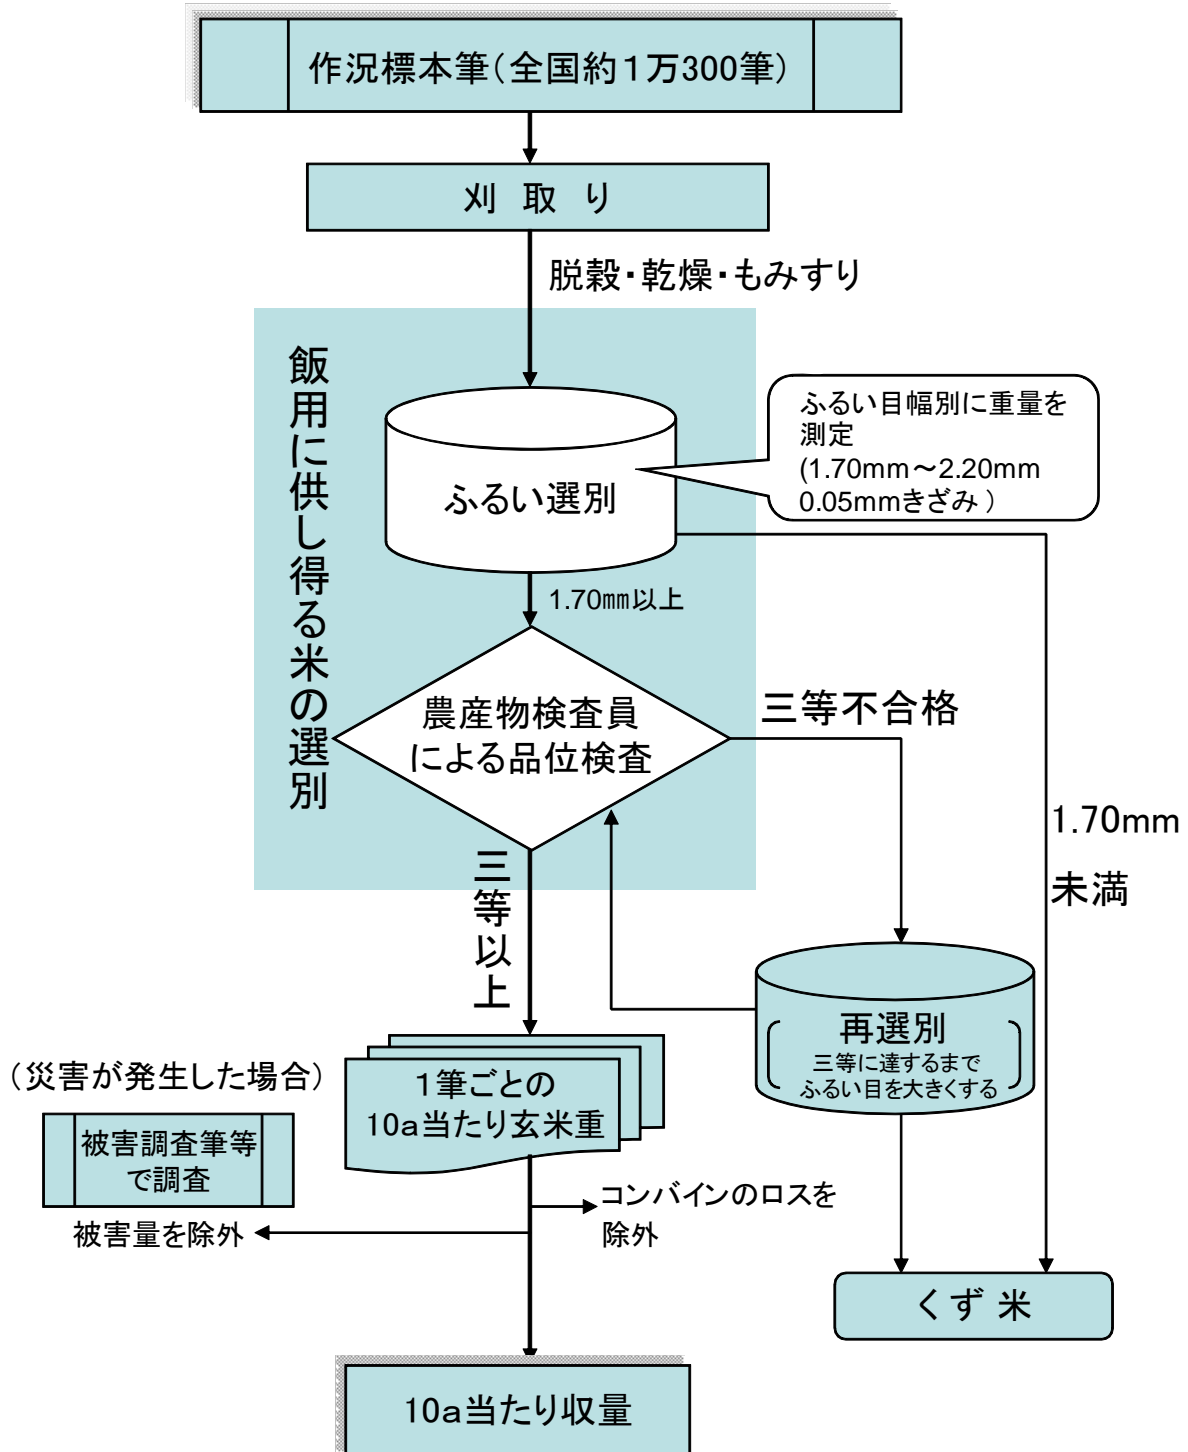 作況標本筆（全国約１万300筆）
刈 取 り
脱穀・乾燥・もみすり
飯用に供し得る米の選別
ふるい目幅別に重量を
測定
(1.70mm～2.20mm
0.05mmきざみ )
ふるい選別
1.70㎜以上
農産物検査員
による品位検査
三等不合格
1.70mm
未満
三等以上
再選別
三等に達するまで
ふるい目を大きくする
（災害が発生した場合）
１筆ごとの
10a当たり玄米重
被害調査筆等
で調査
コンバインのロスを
除外
被害量を除外
くず 米
10a当たり収量